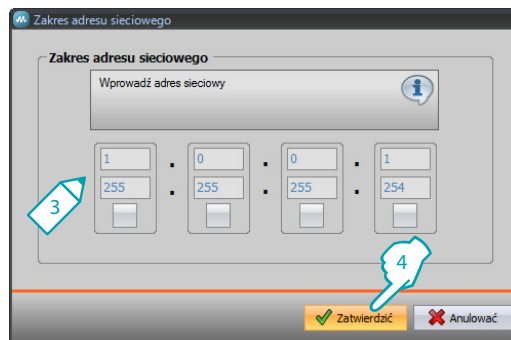 Zakres adresu sieciowego
Zakres adresu sieciowego
Wprowadź adres sieciowy
1 . 0 . 0 . 1
255 . 255 . 255 . 254
3
4
Zatwierdzić Anulować